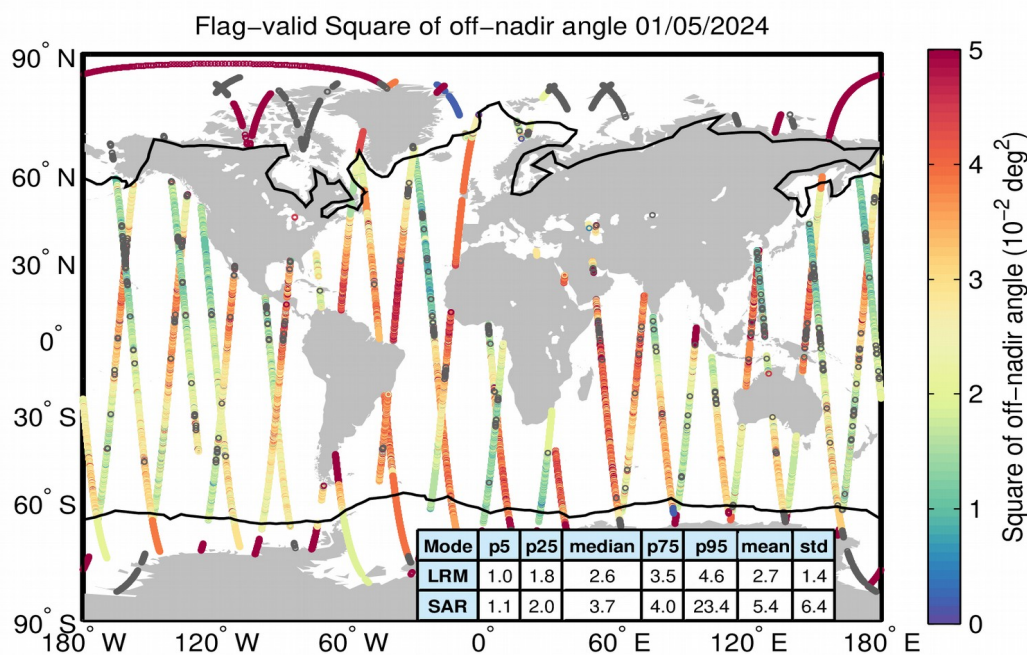 Flag−valid Square of off−nadir angle 01/05/2024
90° N
60° N
30° N
0°
30° S
60° S
90° S
180° W
120° W
60° W
0°
60° E
120° E
180° E
Mode p5 p25 median p75 p95 mean std
LRM 1.0 1.8 2.6 3.5 4.6 2.7 1.4
SAR 1.1 2.0 3.7 4.0 23.4 5.4 6.4
5
4
3
2
1
0
Square of off−nadir angle (10⁻² deg²)